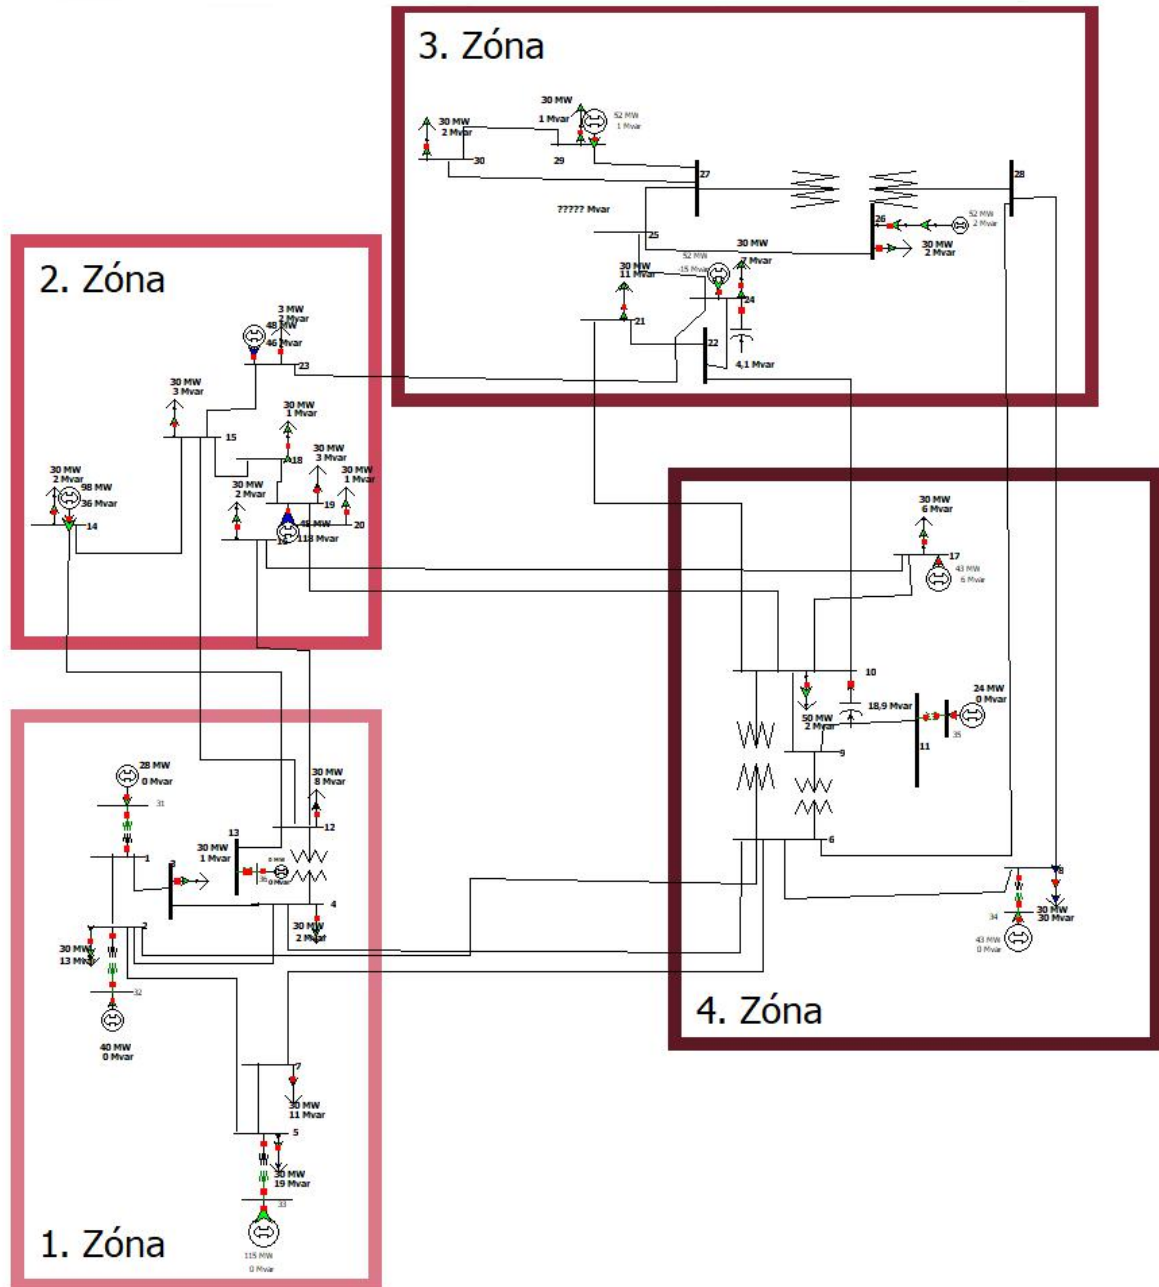 3. Zóna
30 MW
1 Mvar
52 MW
1 Mvar
30 MW
2 Mvar
30
29
27
28
????? Mvar
25
26
52 MW
2 Mvar
30 MW
2 Mvar
30 MW
11 Mvar
52 MW
-15 Mvar
30 MW
7 Mvar
24
21
22
4,1 Mvar
2. Zóna
3 MW
2 Mvar
48 MW
46 Mvar
23
30 MW
3 Mvar
15
30 MW
1 Mvar
18
30 MW
2 Mvar
98 MW
36 Mvar
14
30 MW
2 Mvar
30 MW
3 Mvar
19
30 MW
1 Mvar
20
118 Mvar
4. Zóna
30 MW
6 Mvar
17
43 MW
6 Mvar
10
50 MW
2 Mvar
18,9 Mvar
24 MW
0 Mvar
35
11
9
6
8
30 MW
30 Mvar
34
43 MW
0 Mvar
1. Zóna
28 MW
0 Mvar
31
1
30 MW
8 Mvar
12
13
30 MW
1 Mvar
3
36
0 MW
0 Mvar
4
30 MW
2 Mvar
2
30 MW
13 Mvar
32
40 MW
0 Mvar
7
30 MW
11 Mvar
5
30 MW
19 Mvar
33
115 MW
0 Mvar